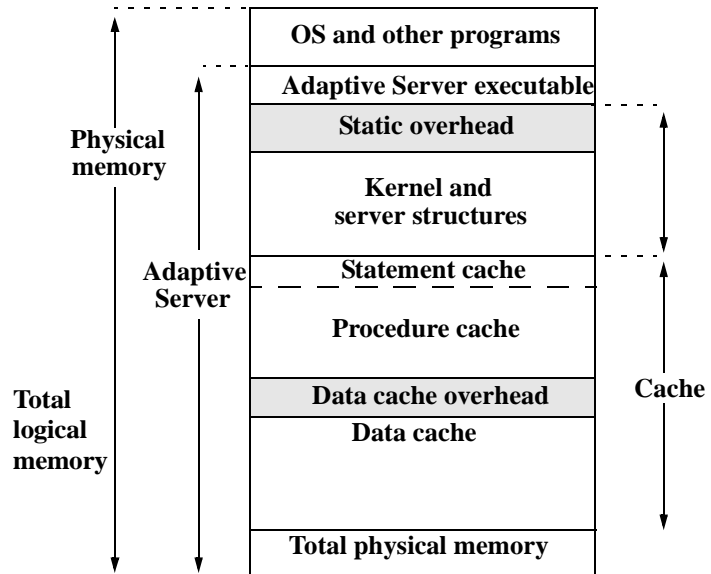 OS and other programs
Adaptive Server executable
Static overhead
Physical
memory
Kernel and
server structures
Adaptive
Server
Statement cache
Procedure cache
Total
logical
memory
Data cache overhead
Cache
Data cache
Total physical memory